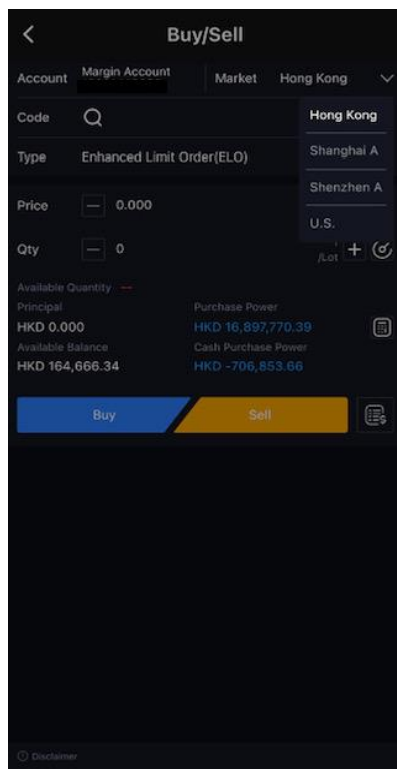 Buy/Sell
Account Margin Account Market Hong Kong
Code
Hong Kong
Shanghai A
Shenzhen A
U.S.
Type Enhanced Limit Order(ELO)
Price 0.000
Qty 0 /Lot
Available Quantity --
Principal Purchase Power
HKD 0.000 HKD 16,897,770.39
Available Balance Cash Purchase Power
HKD 164,666.34 HKD -706,853.66
Buy Sell
Disclaimer